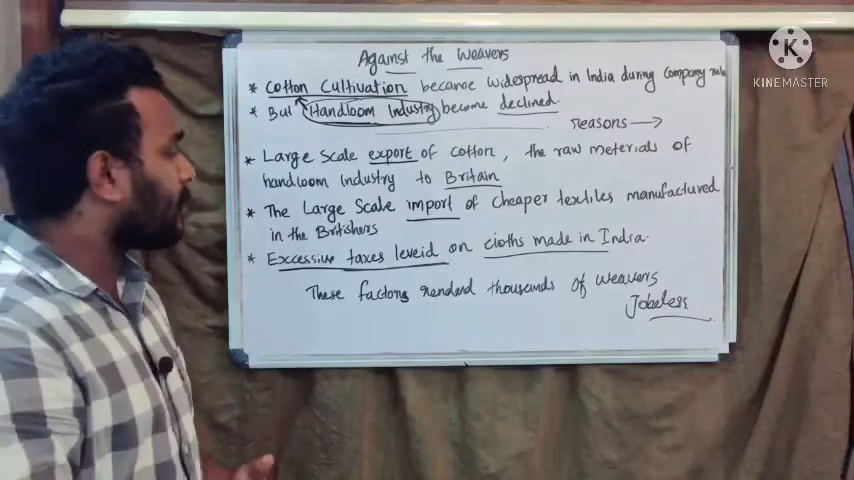 Against the Weavers
* Cotton Cultivation became widespread in India during Company rule
* But Handloom Industry become declined.
reasons →
* Large Scale export of cotton, the raw meterials of
handloom industry to Britain
* The Large Scale import of cheaper textiles manufactured
in the Britishers
* Excessive taxes leveid on cloths made in India.
These factors renderd thousands of weavers
Jobeless.
K
KINEMASTER